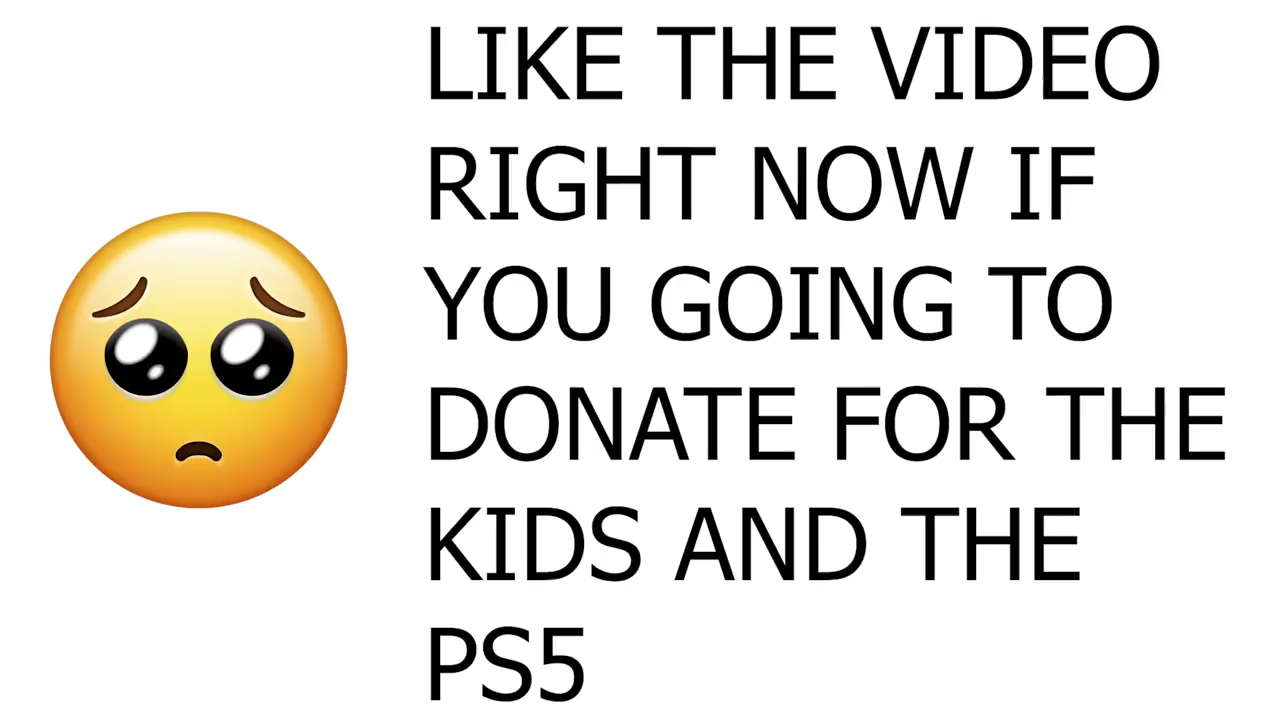 LIKE THE VIDEO
RIGHT NOW IF
YOU GOING TO
DONATE FOR THE
KIDS AND THE
PS5